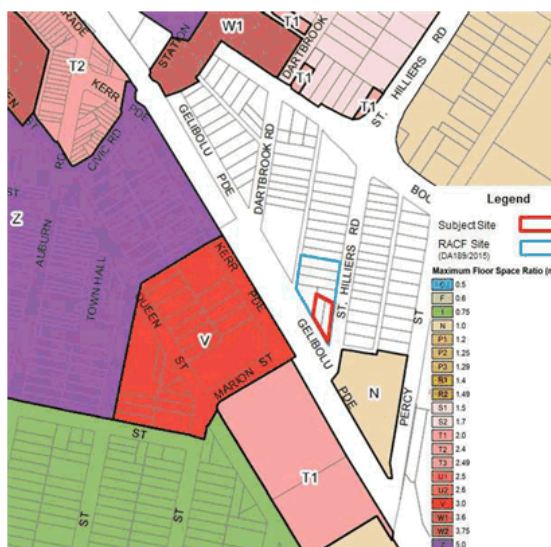 W1
T1
T1
T1
T2
STATION
DARTBROOK
ST. HILLIERS RD
KERR
PDE
CIVIC RD
RD
ST
GELIBOLU PDE
DARTBROOK RD
ST. HILLIERS RD
Z
ST
AUBURN
TOWN HALL
KERR PDE
QUEEN ST
V
MARION ST
GELIBOLU
PDE
N
PERCY
ST
ST
T1
ST
ST
Legend
Subject Site
RACF Site
(DA189/2015)
Maximum Floor Space Ratio (n
0.5
F 0.6
I 0.75
N 1.0
P1 1.2
P2 1.25
P3 1.29
R1 1.4
R2 1.49
S1 1.5
S2 1.7
T1 2.0
T2 2.4
T3 2.49
U1 2.5
U2 2.6
V 3.0
W1 3.6
W2 3.75
Z 5.0